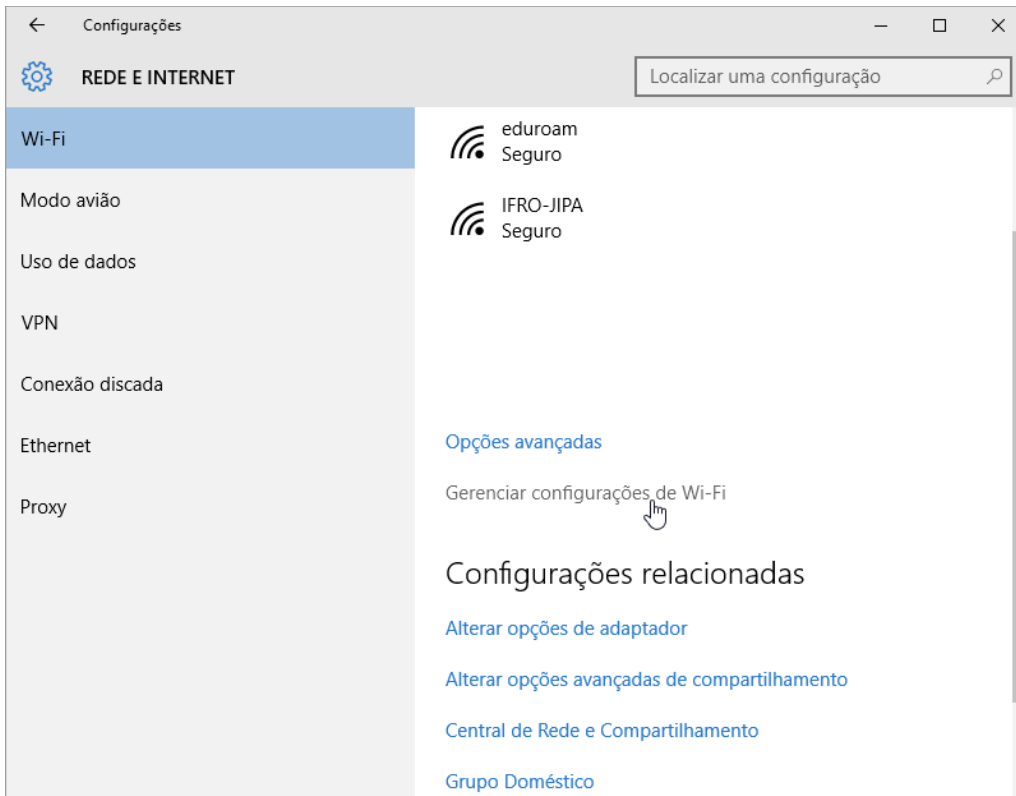 Configurações
REDE E INTERNET
Localizar uma configuração
Wi-Fi
Modo avião
Uso de dados
VPN
Conexão discada
Ethernet
Proxy
eduroam
Seguro
IFRO-JIPA
Seguro
Opções avançadas
Gerenciar configurações de Wi-Fi
Configurações relacionadas
Alterar opções de adaptador
Alterar opções avançadas de compartilhamento
Central de Rede e Compartilhamento
Grupo Doméstico